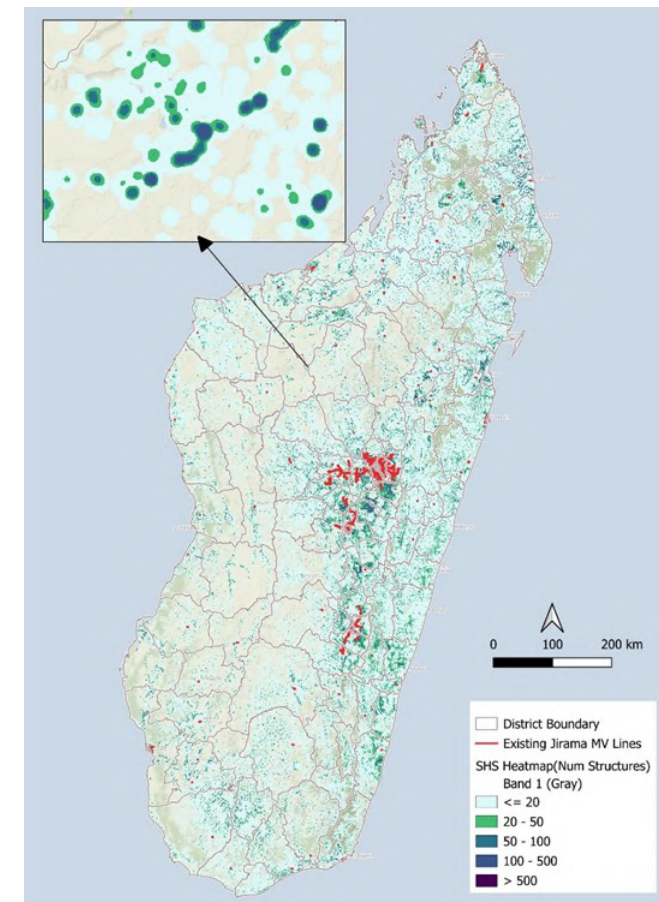 0 100 200 km
District Boundary
Existing Jirama MV Lines
SHS Heatmap(Num Structures)
Band 1 (Gray)
<= 20
20 - 50
50 - 100
100 - 500
> 500